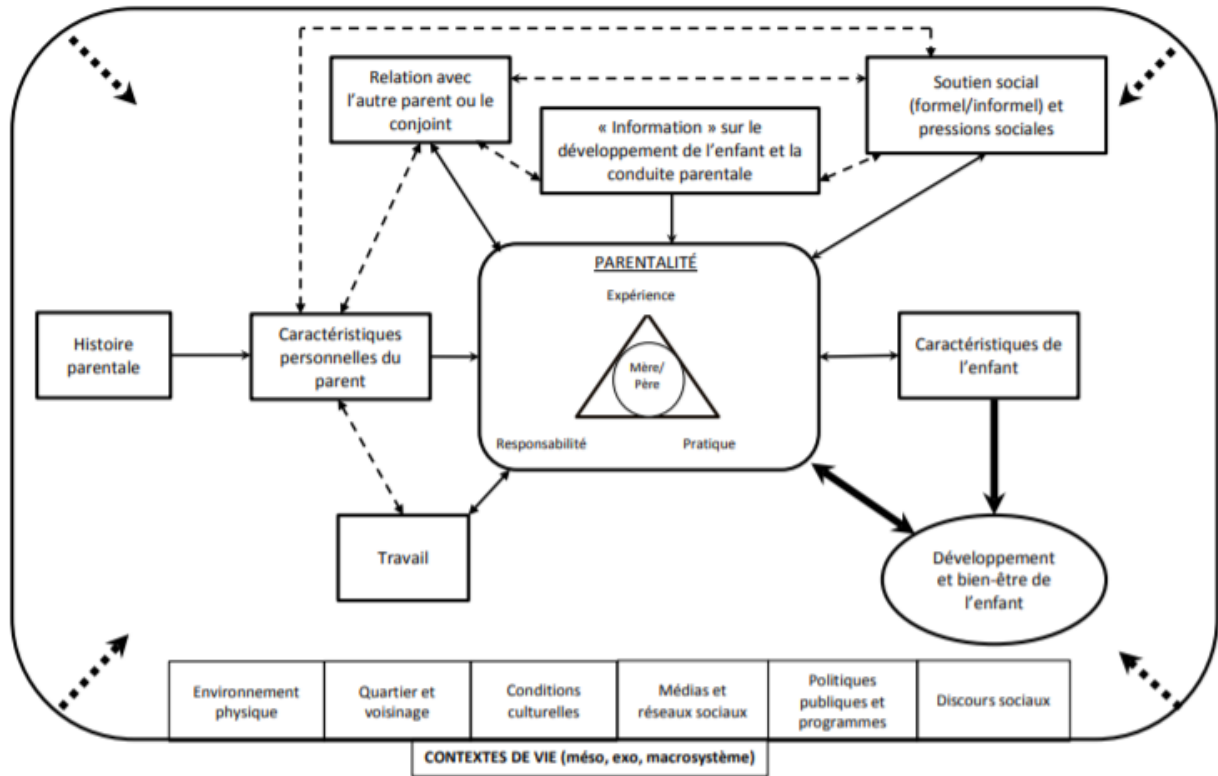 Relation avec
l'autre parent ou le
conjoint
Soutien social
(formel/informel) et
pressions sociales
« Information » sur le
développement de l'enfant et la
conduite parentale
PARENTALITÉ
Expérience
Mère/
Père
Responsabilité
Pratique
Histoire
parentale
Caractéristiques
personnelles du
parent
Caractéristiques de
l'enfant
Travail
Développement
et bien-être de
l'enfant
Environnement
physique
Quartier et
voisinage
Conditions
culturelles
Médias et
réseaux sociaux
Politiques
publiques et
programmes
Discours sociaux
CONTEXTES DE VIE (méso, exo, macrosystème)